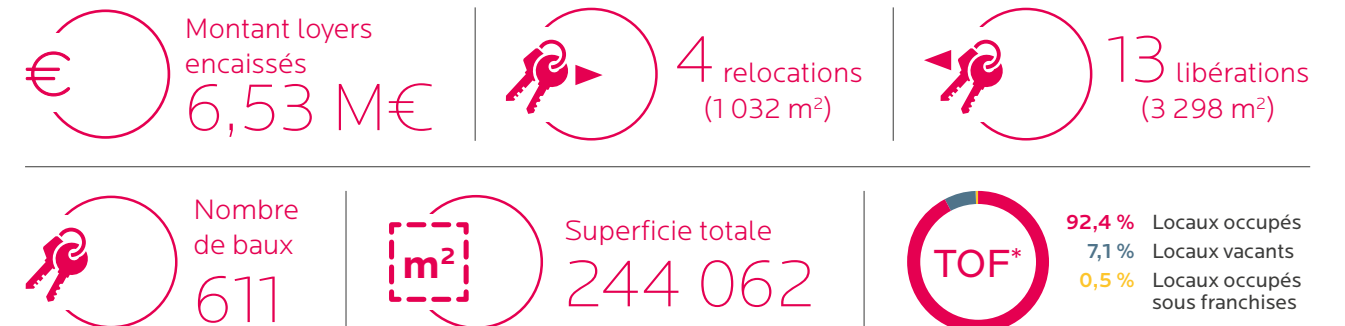 €
Montant loyers
encaissés
6,53 M€
4 relocations
(1 032 m²)
13 libérations
(3 298 m²)
Nombre
de baux
611
m²
Superficie totale
244 062
TOF*
92,4 % Locaux occupés
7,1 % Locaux vacants
0,5 % Locaux occupés
sous franchises